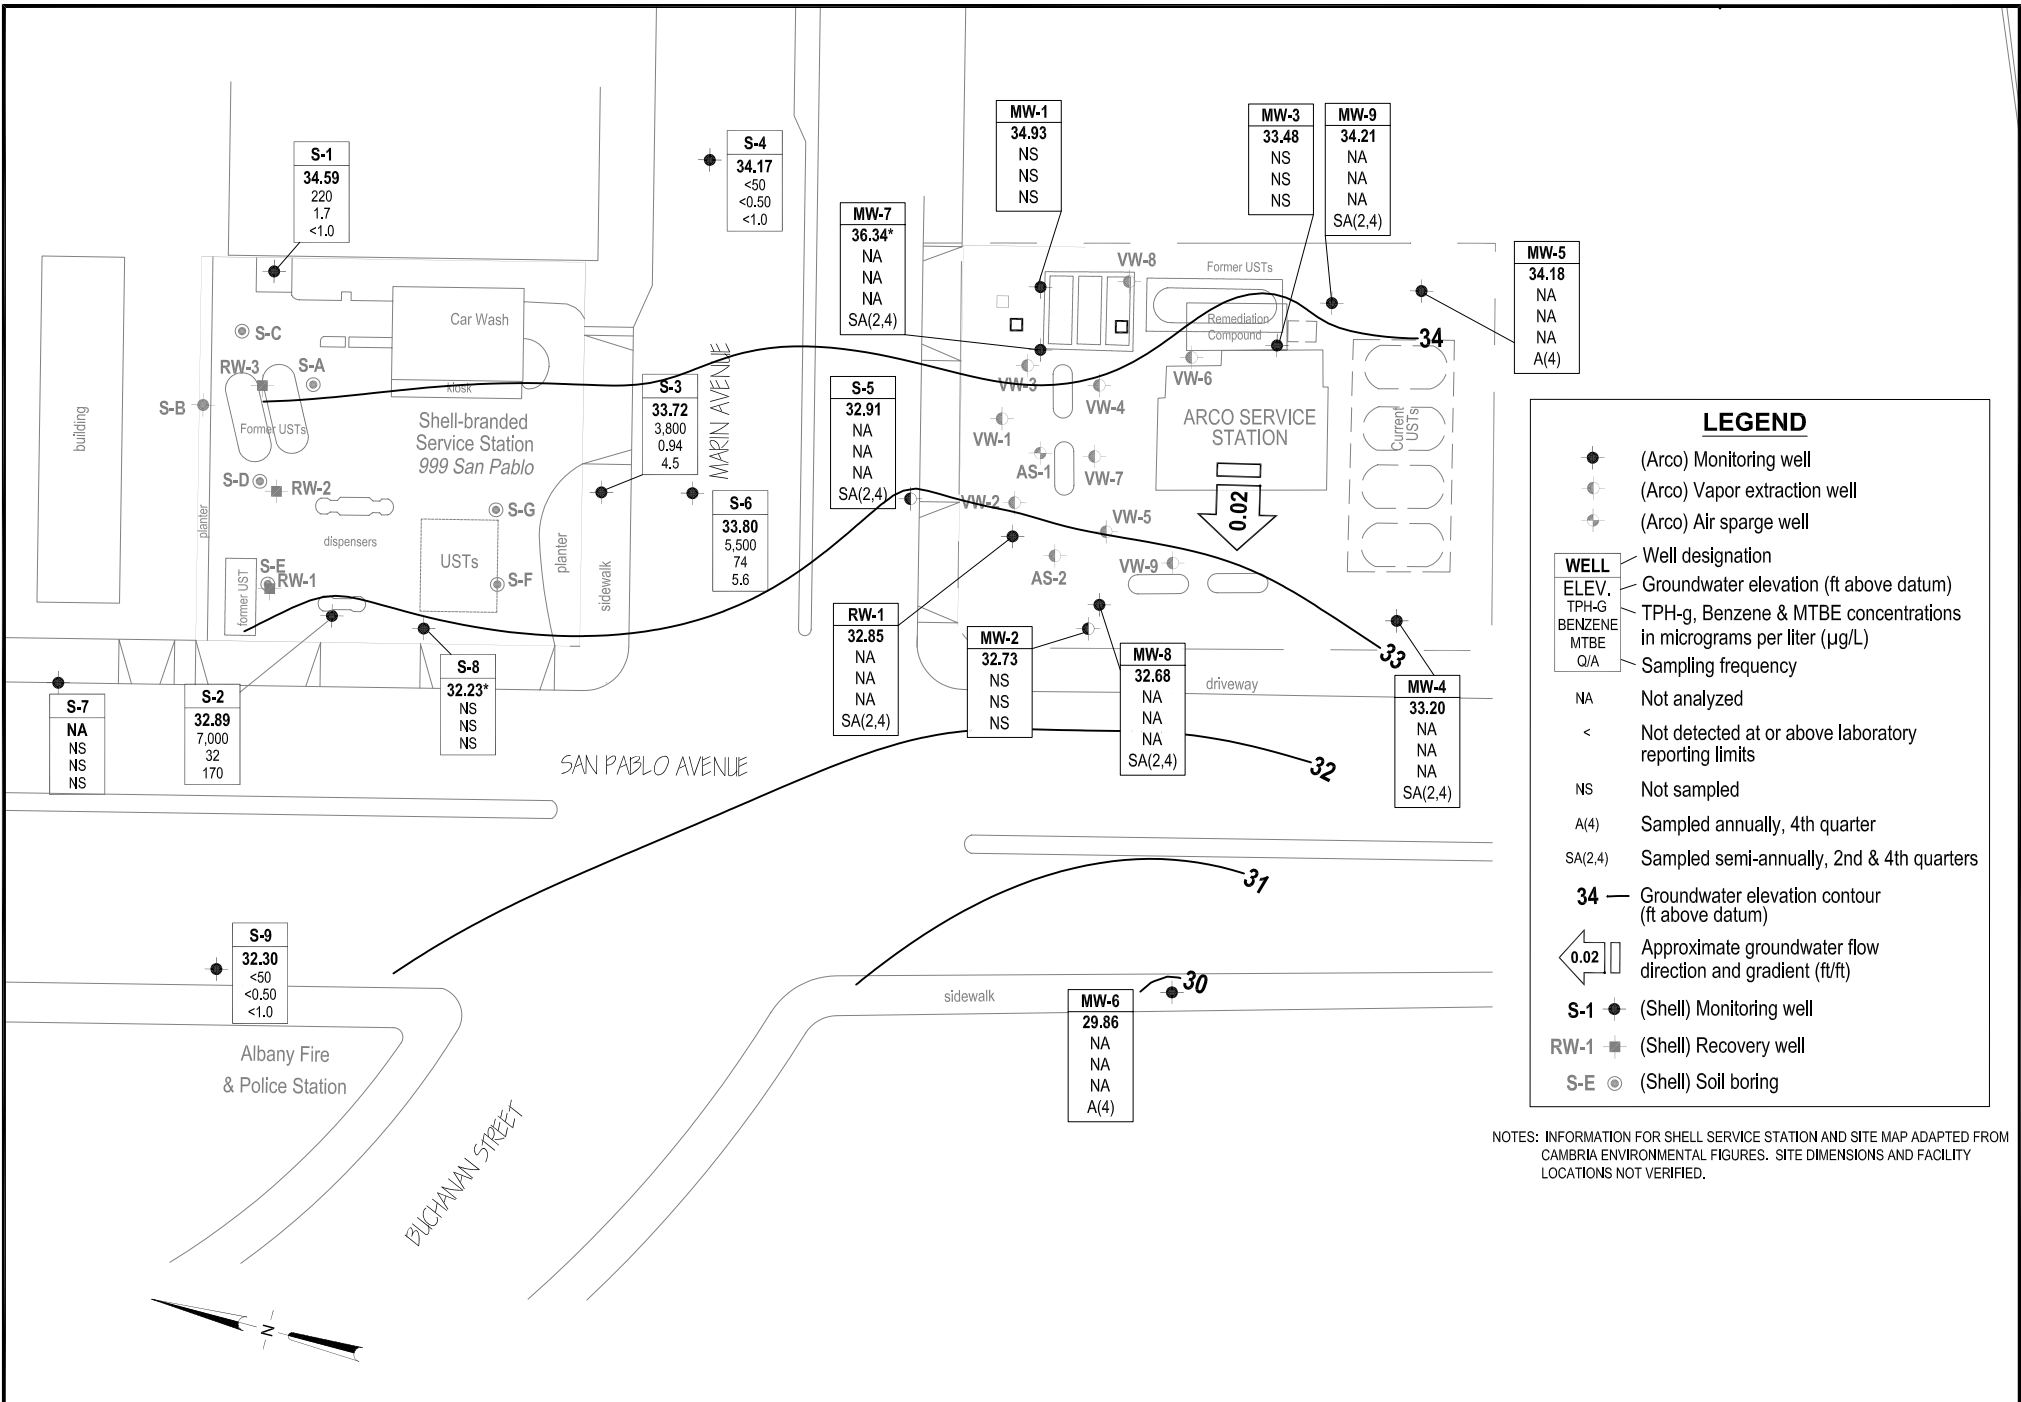 S-1
34.59
220
1.7
<1.0
S-4
34.17
<50
<0.50
<1.0
MW-1
34.93
NS
NS
NS
MW-3
33.48
NS
NS
NS
MW-9
34.21
NA
NA
NA
SA(2,4)
MW-7
36.34*
NA
NA
NA
SA(2,4)
MW-5
34.18
NA
NA
NA
A(4)
VW-8
Former USTs
Remediation
Compound
34
Car Wash
kiosk
S-C
RW-3
S-A
S-B
Former USTs
building
planter
Shell-branded
Service Station
999 San Pablo
S-D
RW-2
S-G
dispensers
USTs
S-E
RW-1
S-F
former UST
planter
sidewalk
S-3
33.72
3,800
0.94
4.5
MARIN AVENUE
S-6
33.80
5,500
74
5.6
S-5
32.91
NA
NA
NA
SA(2,4)
VW-3
VW-4
VW-6
VW-1
AS-1
VW-7
VW-2
VW-5
AS-2
VW-9
ARCO SERVICE
STATION
0.02
Current
USTs
33
RW-1
32.85
NA
NA
NA
SA(2,4)
MW-2
32.73
NS
NS
NS
MW-8
32.68
NA
NA
NA
SA(2,4)
driveway
MW-4
33.20
NA
NA
NA
SA(2,4)
S-7
NA
NS
NS
NS
S-2
32.89
7,000
32
170
S-8
32.23*
NS
NS
NS
SAN PABLO AVENUE
32
31
S-9
32.30
<50
<0.50
<1.0
Albany Fire
& Police Station
BUCHANAN STREET
sidewalk
30
MW-6
29.86
NA
NA
NA
A(4)
N
LEGEND
(Arco) Monitoring well
(Arco) Vapor extraction well
(Arco) Air sparge well
WELL
ELEV.
TPH-G
BENZENE
MTBE
Q/A
Well designation
Groundwater elevation (ft above datum)
TPH-g, Benzene & MTBE concentrations
in micrograms per liter (µg/L)
Sampling frequency
NA Not analyzed
< Not detected at or above laboratory
reporting limits
NS Not sampled
A(4) Sampled annually, 4th quarter
SA(2,4) Sampled semi-annually, 2nd & 4th quarters
34 Groundwater elevation contour
(ft above datum)
0.02 Approximate groundwater flow
direction and gradient (ft/ft)
S-1 (Shell) Monitoring well
RW-1 (Shell) Recovery well
S-E (Shell) Soil boring
NOTES: INFORMATION FOR SHELL SERVICE STATION AND SITE MAP ADAPTED FROM
CAMBRIA ENVIRONMENTAL FIGURES. SITE DIMENSIONS AND FACILITY
LOCATIONS NOT VERIFIED.